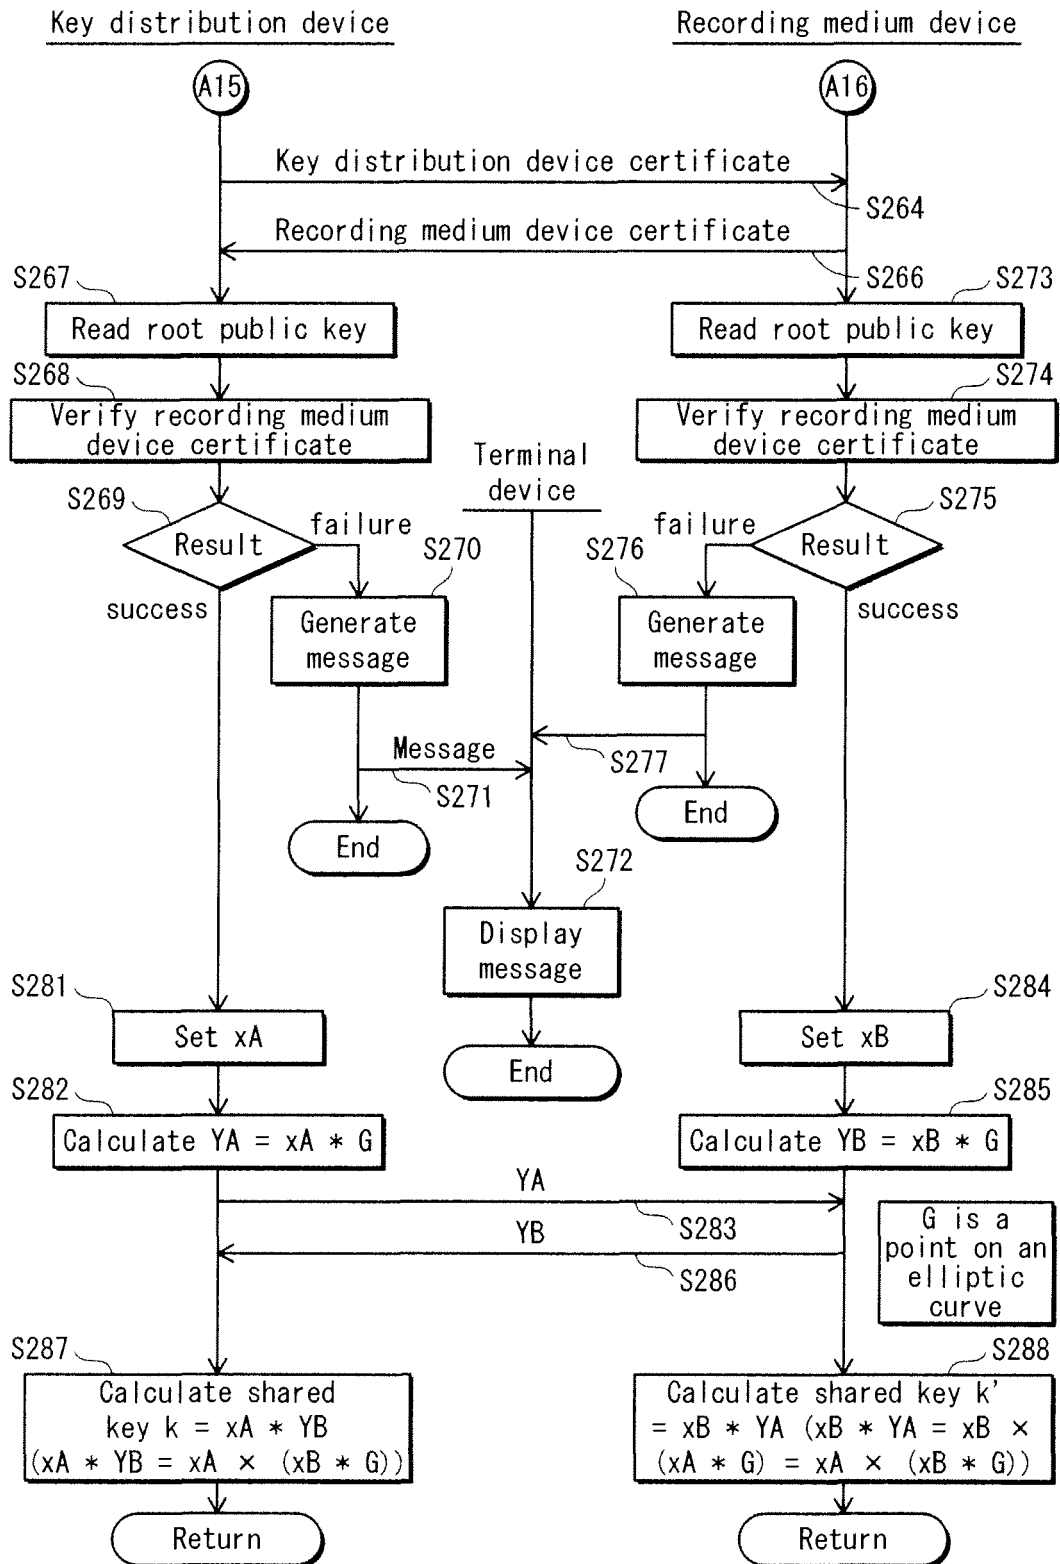 Key distribution device
Recording medium device
A15
A16
Key distribution device certificate
S264
Recording medium device certificate
S266
S267
S273
Read root public key
Read root public key
S268
S274
Verify recording medium
device certificate
Verify recording medium
device certificate
Terminal
device
S269
S275
failure
failure
Result
Result
S270
S276
success
success
Generate
message
Generate
message
Message
S277
S271
End
End
S272
Display
message
S281
S284
Set xA
Set xB
End
S282
S285
Calculate YA = xA * G
Calculate YB = xB * G
YA
S283
YB
S286
G is a
point on an
elliptic
curve
S287
S288
Calculate shared
key k = xA * YB
(xA * YB = xA × (xB * G))
Calculate shared key k'
= xB * YA (xB * YA = xB ×
(xA * G) = xA × (xB * G))
Return
Return